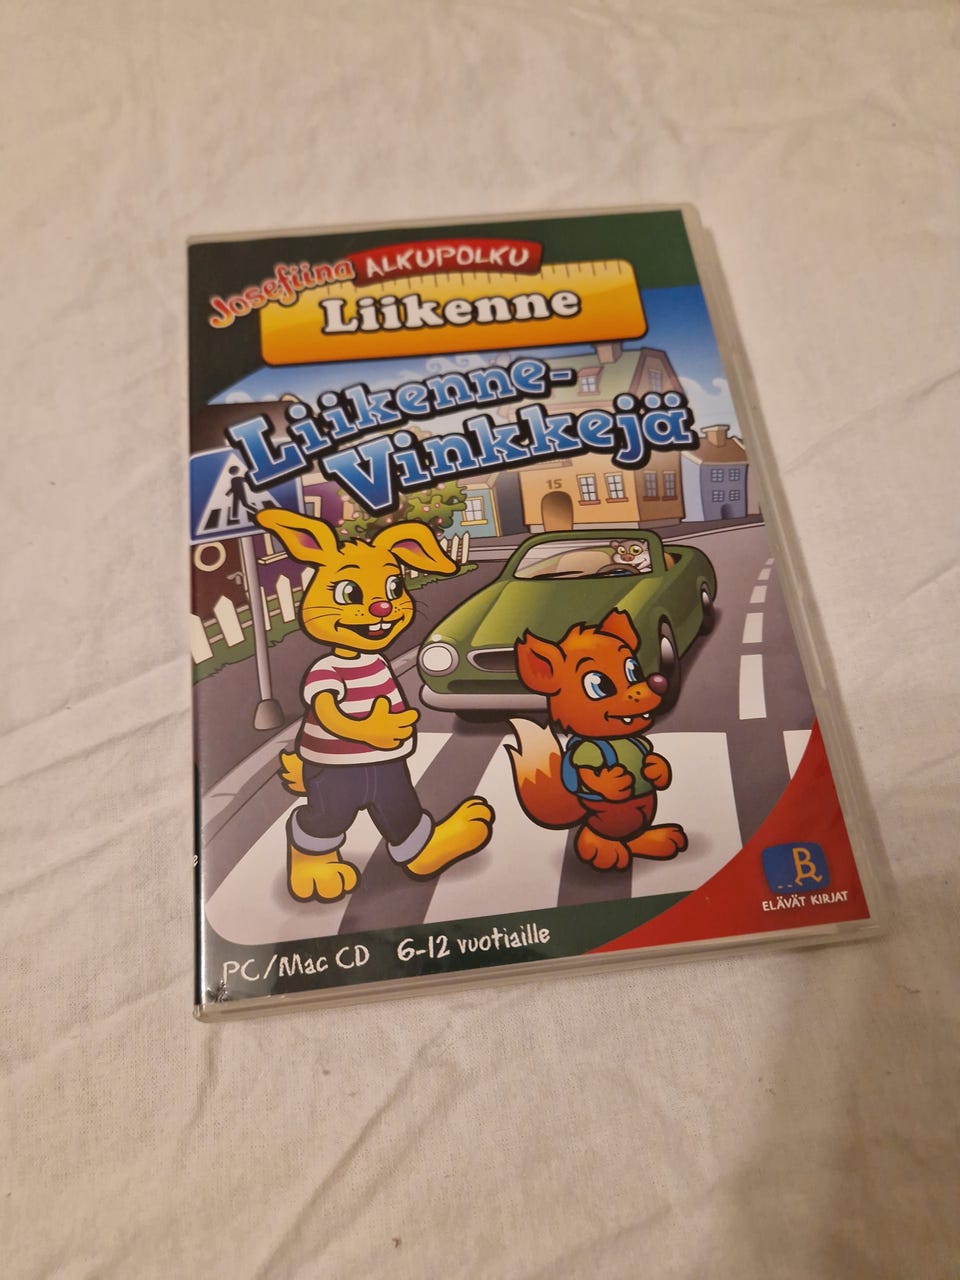 Josefiina ALKUPOLKU
Liikenne
Liikenne-
Vinkkejä
15
B
ELÄVÄT KIRJAT
PC/Mac CD 6-12 vuotiaille